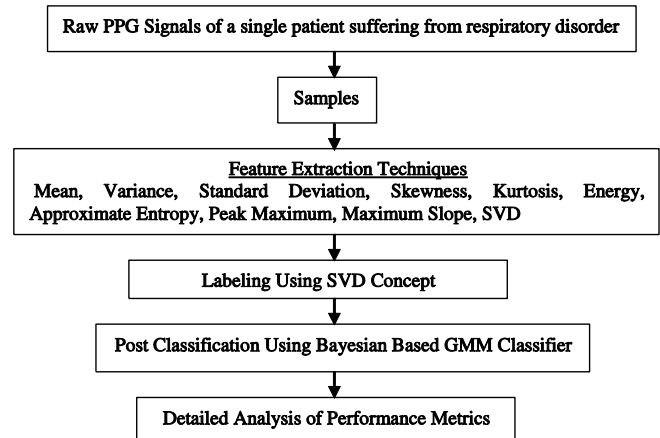 Raw PPG Signals of a single patient suffering from respiratory disorder
Samples
Feature Extraction Techniques
Mean, Variance, Standard Deviation, Skewness, Kurtosis, Energy,
Approximate Entropy, Peak Maximum, Maximum Slope, SVD
Labeling Using SVD Concept
Post Classification Using Bayesian Based GMM Classifier
Detailed Analysis of Performance Metrics